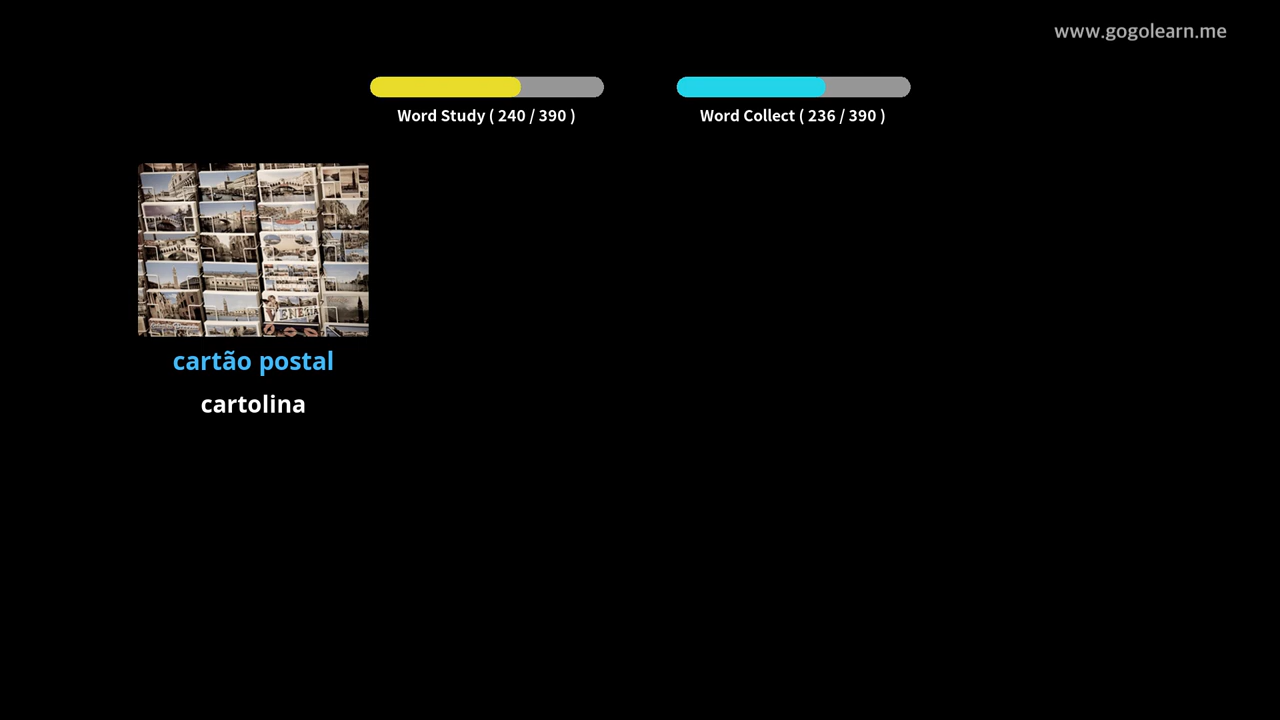 www.gogolearn.me
Word Study ( 240 / 390 )
Word Collect ( 236 / 390 )
cartão postal
cartolina